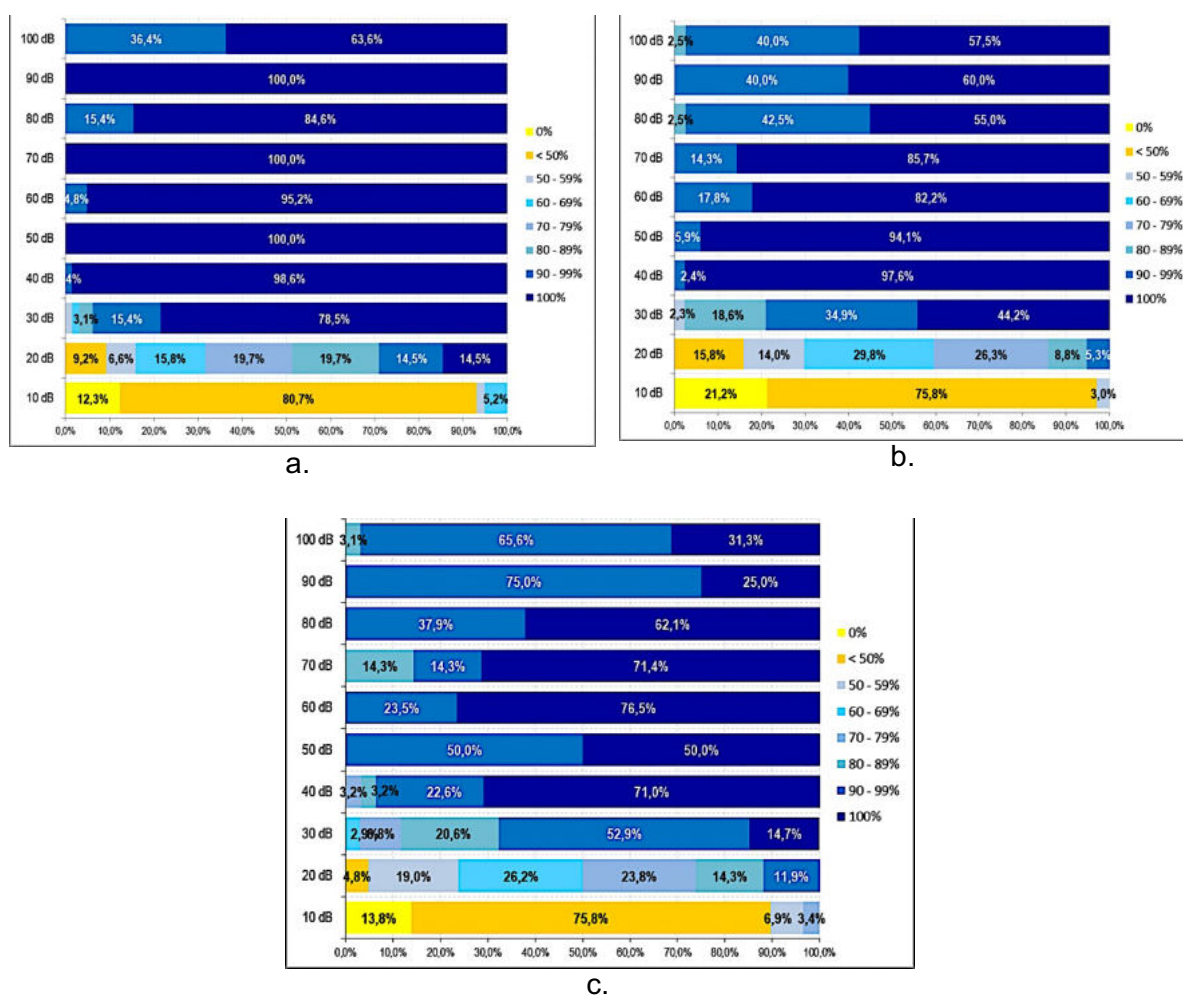 100 dB 36,4% 63,6%
90 dB 100,0%
80 dB 15,4% 84,6%
70 dB 100,0%
60 dB 4,8% 95,2%
50 dB 100,0%
40 dB 4% 98,6%
30 dB 3,1% 15,4% 78,5%
20 dB 9,2% 6,6% 15,8% 19,7% 19,7% 14,5% 14,5%
10 dB 12,3% 80,7% 5,2%
0,0% 10,0% 20,0% 30,0% 40,0% 50,0% 60,0% 70,0% 80,0% 90,0% 100,0%
0%
< 50%
50 - 59%
60 - 69%
70 - 79%
80 - 89%
90 - 99%
100%
a.
100 dB 2,5% 40,0% 57,5%
90 dB 40,0% 60,0%
80 dB 2,5% 42,5% 55,0%
70 dB 14,3% 85,7%
60 dB 17,8% 82,2%
50 dB 5,9% 94,1%
40 dB 2,4% 97,6%
30 dB 2,3% 18,6% 34,9% 44,2%
20 dB 15,8% 14,0% 29,8% 26,3% 8,8% 5,3%
10 dB 21,2% 75,8% 3,0%
0,0% 10,0% 20,0% 30,0% 40,0% 50,0% 60,0% 70,0% 80,0% 90,0% 100,0%
0%
< 50%
50 - 59%
60 - 69%
70 - 79%
80 - 89%
90 - 99%
100%
b.
100 dB 3,1% 65,6% 31,3%
90 dB 75,0% 25,0%
80 dB 37,9% 62,1%
70 dB 14,3% 14,3% 71,4%
60 dB 23,5% 76,5%
50 dB 50,0% 50,0%
40 dB 3,2% 3,2% 22,6% 71,0%
30 dB 20,6% 52,9% 14,7%
20 dB 4,8% 19,0% 26,2% 23,8% 14,3% 11,9%
10 dB 13,8% 75,8% 6,9% 3,4%
0,0% 10,0% 20,0% 30,0% 40,0% 50,0% 60,0% 70,0% 80,0% 90,0% 100,0%
0%
< 50%
50 - 59%
60 - 69%
70 - 79%
80 - 89%
90 - 99%
100%
c.